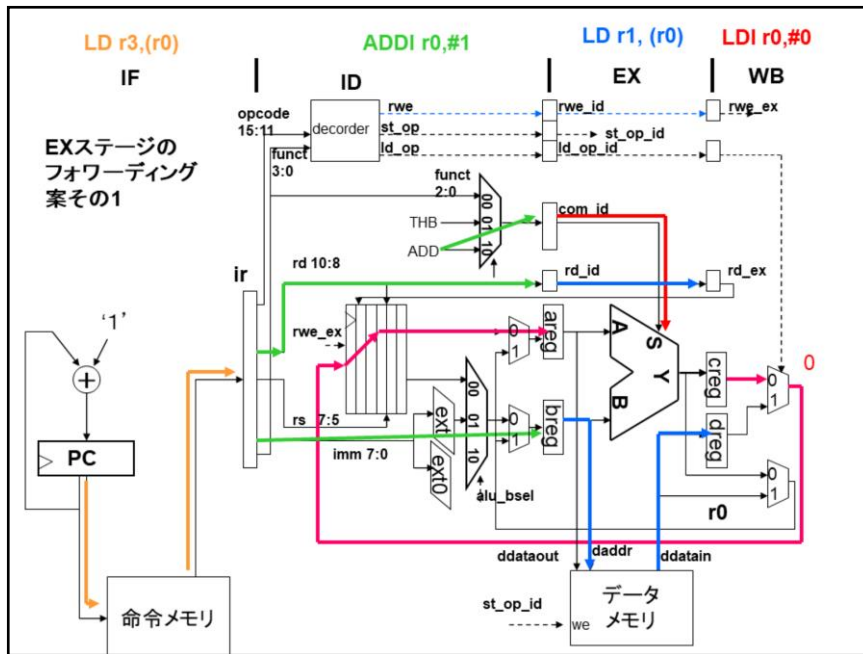 LD r3,(r0)
ADDI r0,#1
LD r1, (r0)
LDI r0,#0
IF
ID
EX
WB
opcode
15:11
decorder
rwe
rwe_id
rwe_ex
st_op
st_op_id
ld_op
ld_op_id
EXステージの
フォワーディング
案その1
funct
3:0
funct
2:0
00
01
10
THB
ADD
com_id
ir
rd 10:8
rd_id
rd_ex
'1'
+
rwe_ex
0
1
areg
A
S
creg
0
1
0
Y
00
01
10
ext
0
1
breg
B
dreg
rs 7:5
imm 7:0
ext0
PC
alu_bsel
0
1
r0
ddataout
daddr
ddatain
命令メモリ
データ
メモリ
st_op_id
we